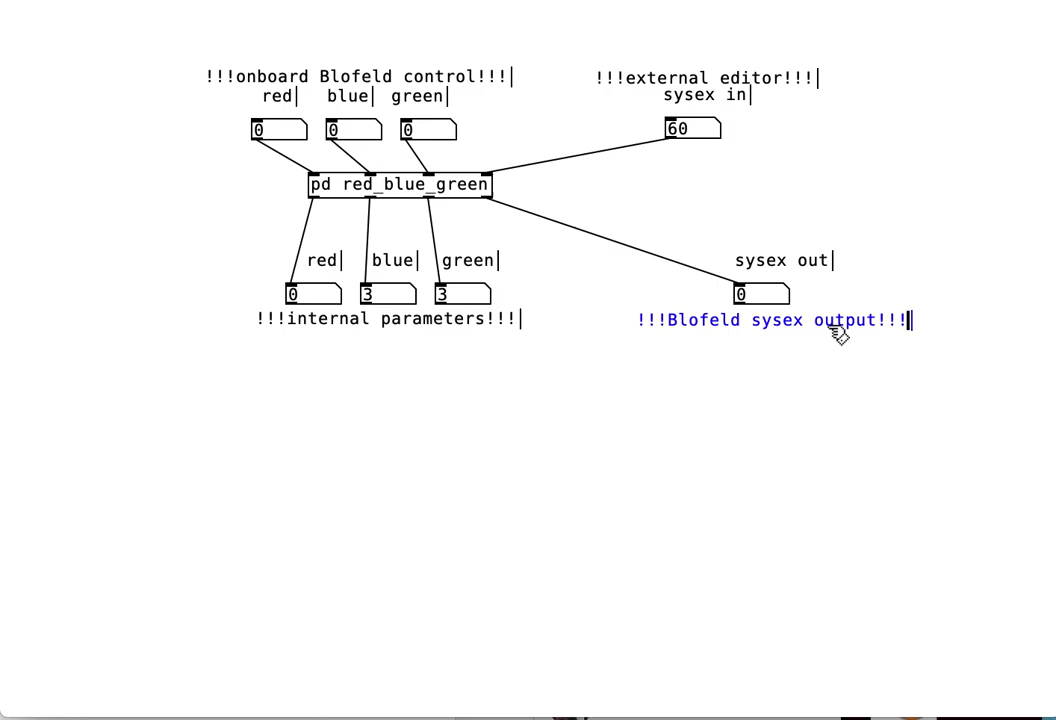 !!!onboard Blofeld control!!!
!!!external editor!!!
red blue green
sysex in
0 0 0
60
pd red_blue_green
red blue green
sysex out
0 3 3
0
!!!internal parameters!!!
!!!Blofeld sysex output!!!